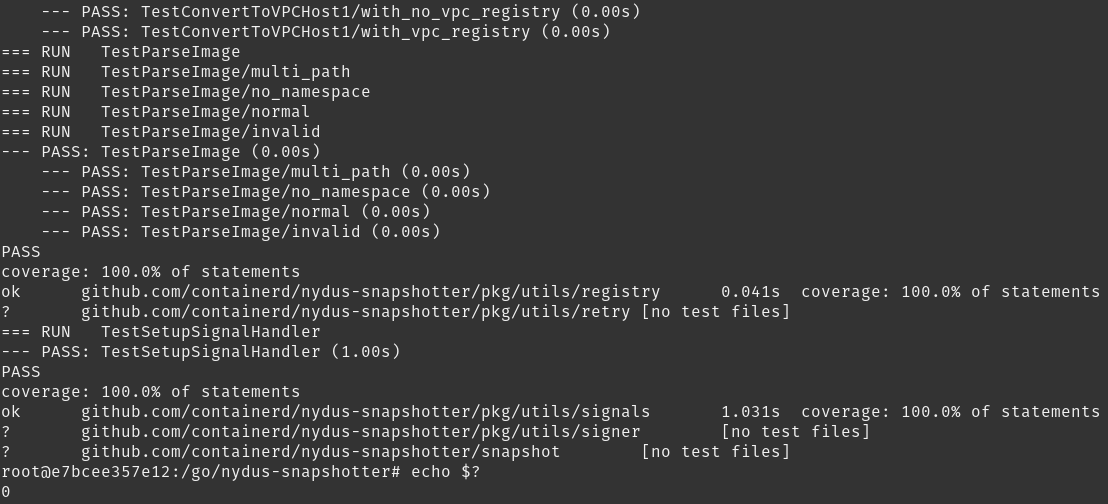 --- PASS: TestConvertToVPCHost1/with_no_vpc_registry (0.00s)
    --- PASS: TestConvertToVPCHost1/with_vpc_registry (0.00s)
=== RUN   TestParseImage
=== RUN   TestParseImage/multi_path
=== RUN   TestParseImage/no_namespace
=== RUN   TestParseImage/normal
=== RUN   TestParseImage/invalid
--- PASS: TestParseImage (0.00s)
    --- PASS: TestParseImage/multi_path (0.00s)
    --- PASS: TestParseImage/no_namespace (0.00s)
    --- PASS: TestParseImage/normal (0.00s)
    --- PASS: TestParseImage/invalid (0.00s)
PASS
coverage: 100.0% of statements
ok      github.com/containerd/nydus-snapshotter/pkg/utils/registry      0.041s  coverage: 100.0% of statements
?       github.com/containerd/nydus-snapshotter/pkg/utils/retry [no test files]
=== RUN   TestSetupSignalHandler
--- PASS: TestSetupSignalHandler (1.00s)
PASS
coverage: 100.0% of statements
ok      github.com/containerd/nydus-snapshotter/pkg/utils/signals       1.031s  coverage: 100.0% of statements
?       github.com/containerd/nydus-snapshotter/pkg/utils/signer        [no test files]
?       github.com/containerd/nydus-snapshotter/snapshot        [no test files]
root@e7bcee357e12:/go/nydus-snapshotter# echo $?
0